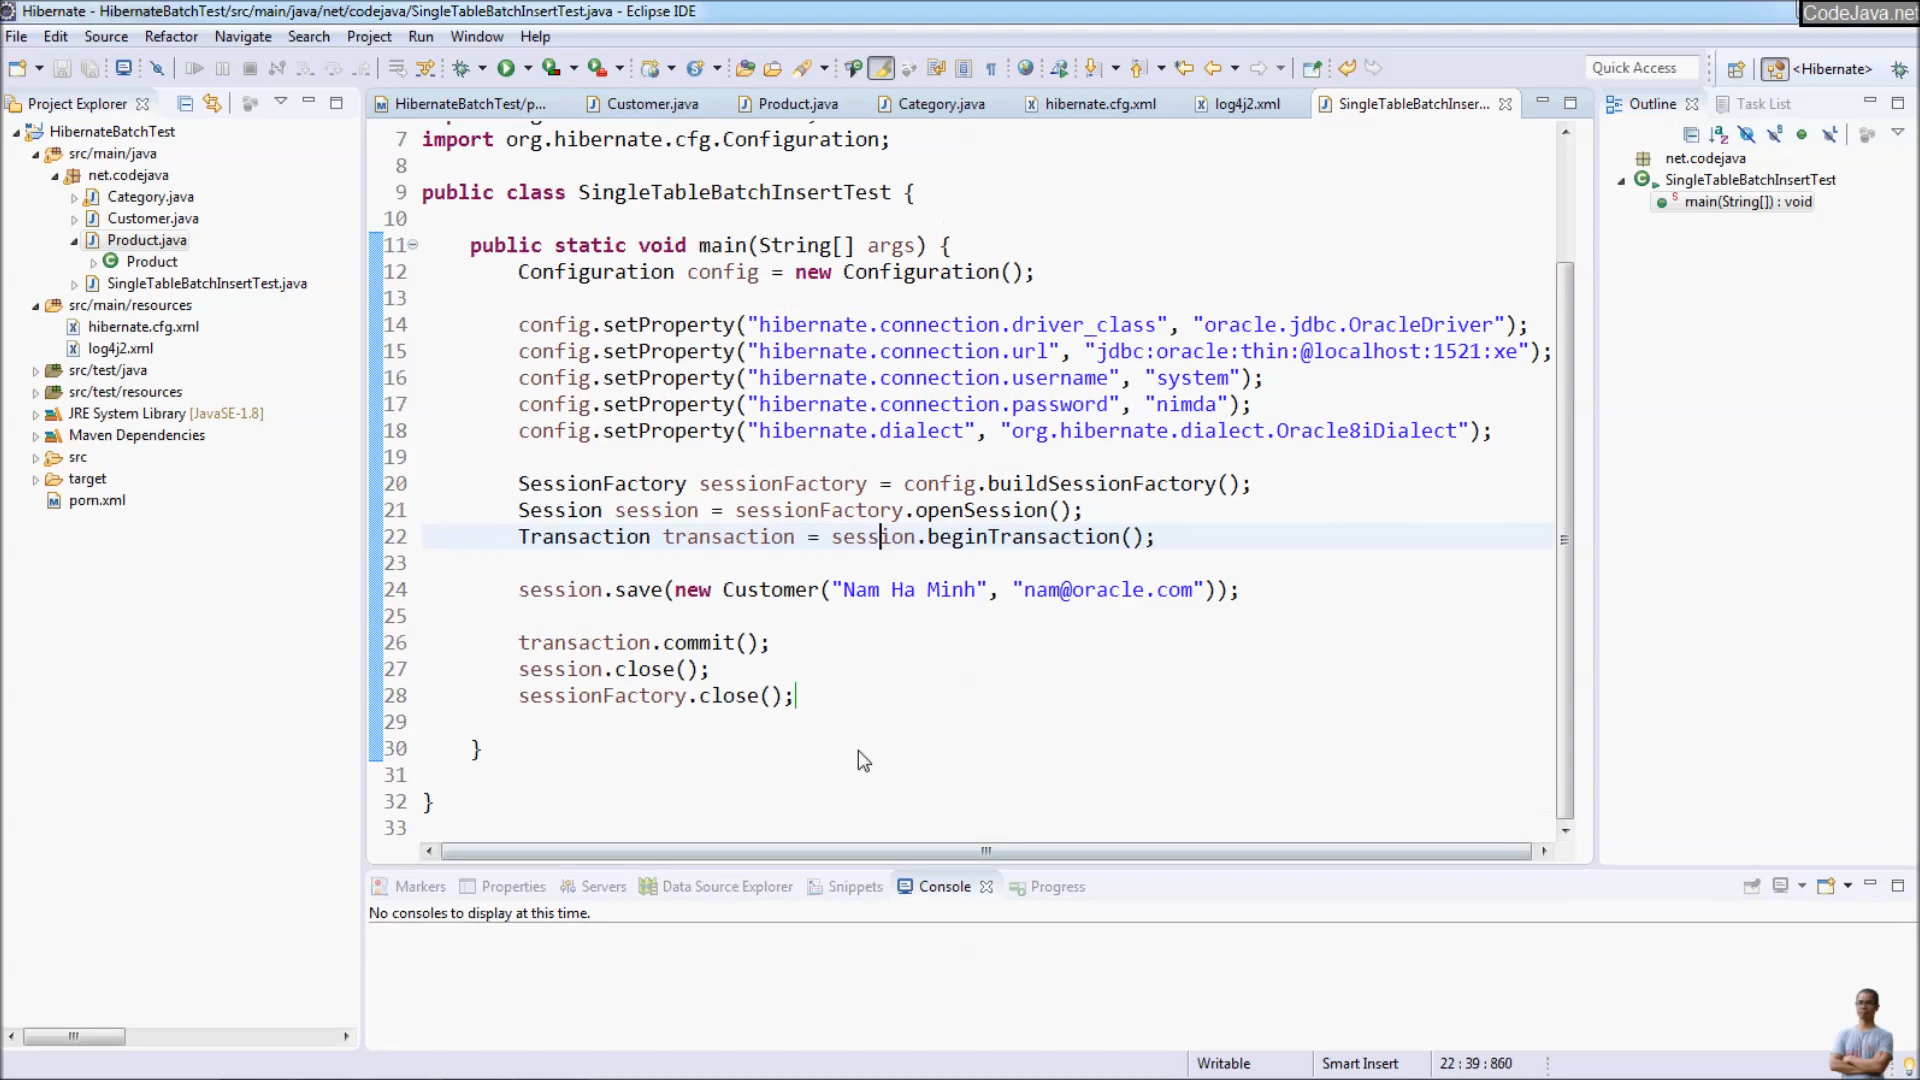 Hibernate - HibernateBatchTest/src/main/java/net/codejava/SingleTableBatchInsertTest.java - Eclipse IDE
CodeJava.net
File Edit Source Refactor Navigate Search Project Run Window Help
Quick Access
<Hibernate>
Project Explorer
HibernateBatchTest/p... Customer.java Product.java Category.java hibernate.cfg.xml log4j2.xml SingleTableBatchInser...
Outline Task List
HibernateBatchTest
src/main/java
net.codejava
Category.java
Customer.java
Product.java
Product
SingleTableBatchInsertTest.java
src/main/resources
hibernate.cfg.xml
log4j2.xml
src/test/java
src/test/resources
JRE System Library [JavaSE-1.8]
Maven Dependencies
src
target
pom.xml
7 import org.hibernate.cfg.Configuration;
8
9 public class SingleTableBatchInsertTest {
10
11 public static void main(String[] args) {
12 Configuration config = new Configuration();
13
14 config.setProperty("hibernate.connection.driver_class", "oracle.jdbc.OracleDriver");
15 config.setProperty("hibernate.connection.url", "jdbc:oracle:thin:@localhost:1521:xe");
16 config.setProperty("hibernate.connection.username", "system");
17 config.setProperty("hibernate.connection.password", "nimda");
18 config.setProperty("hibernate.dialect", "org.hibernate.dialect.Oracle8iDialect");
19
20 SessionFactory sessionFactory = config.buildSessionFactory();
21 Session session = sessionFactory.openSession();
22 Transaction transaction = session.beginTransaction();
23
24 session.save(new Customer("Nam Ha Minh", "nam@oracle.com"));
25
26 transaction.commit();
27 session.close();
28 sessionFactory.close();
29
30 }
31
32 }
33
net.codejava
SingleTableBatchInsertTest
main(String[]) : void
Markers Properties Servers Data Source Explorer Snippets Console Progress
No consoles to display at this time.
Writable Smart Insert 22 : 39 : 860